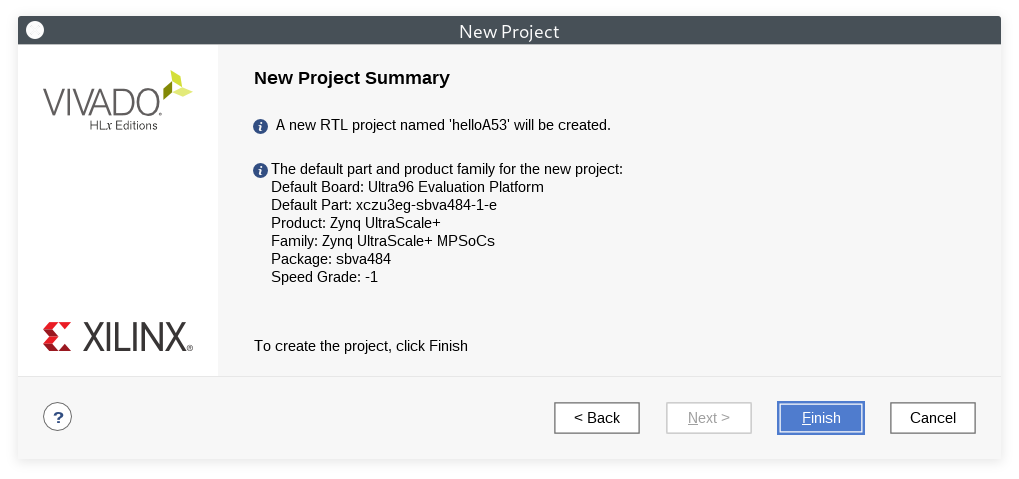 New Project
VIVADO
HLx Editions
New Project Summary
A new RTL project named 'helloA53' will be created.
The default part and product family for the new project:
Default Board: Ultra96 Evaluation Platform
Default Part: xczu3eg-sbva484-1-e
Product: Zynq UltraScale+
Family: Zynq UltraScale+ MPSoCs
Package: sbva484
Speed Grade: -1
XILINX®
To create the project, click Finish
?
< Back
Next >
Finish
Cancel